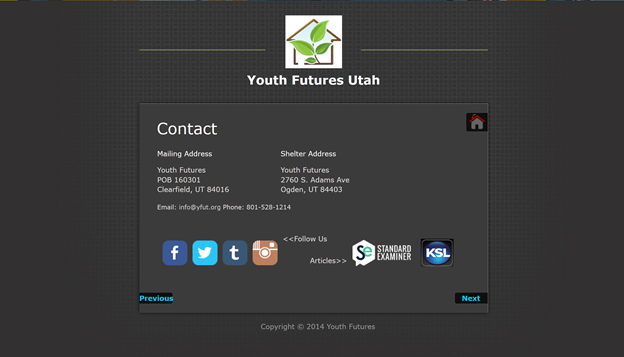 Youth Futures Utah
Contact
Mailing Address
Youth Futures
POB 160301
Clearfield, UT 84016
Shelter Address
Youth Futures
2760 S. Adams Ave
Ogden, UT 84403
Email: info@yfut.org Phone: 801-528-1214
<<Follow Us
Articles>>
f
t
Se STANDARD
EXAMINER
KSL
Previous
Next
Copyright © 2014 Youth Futures